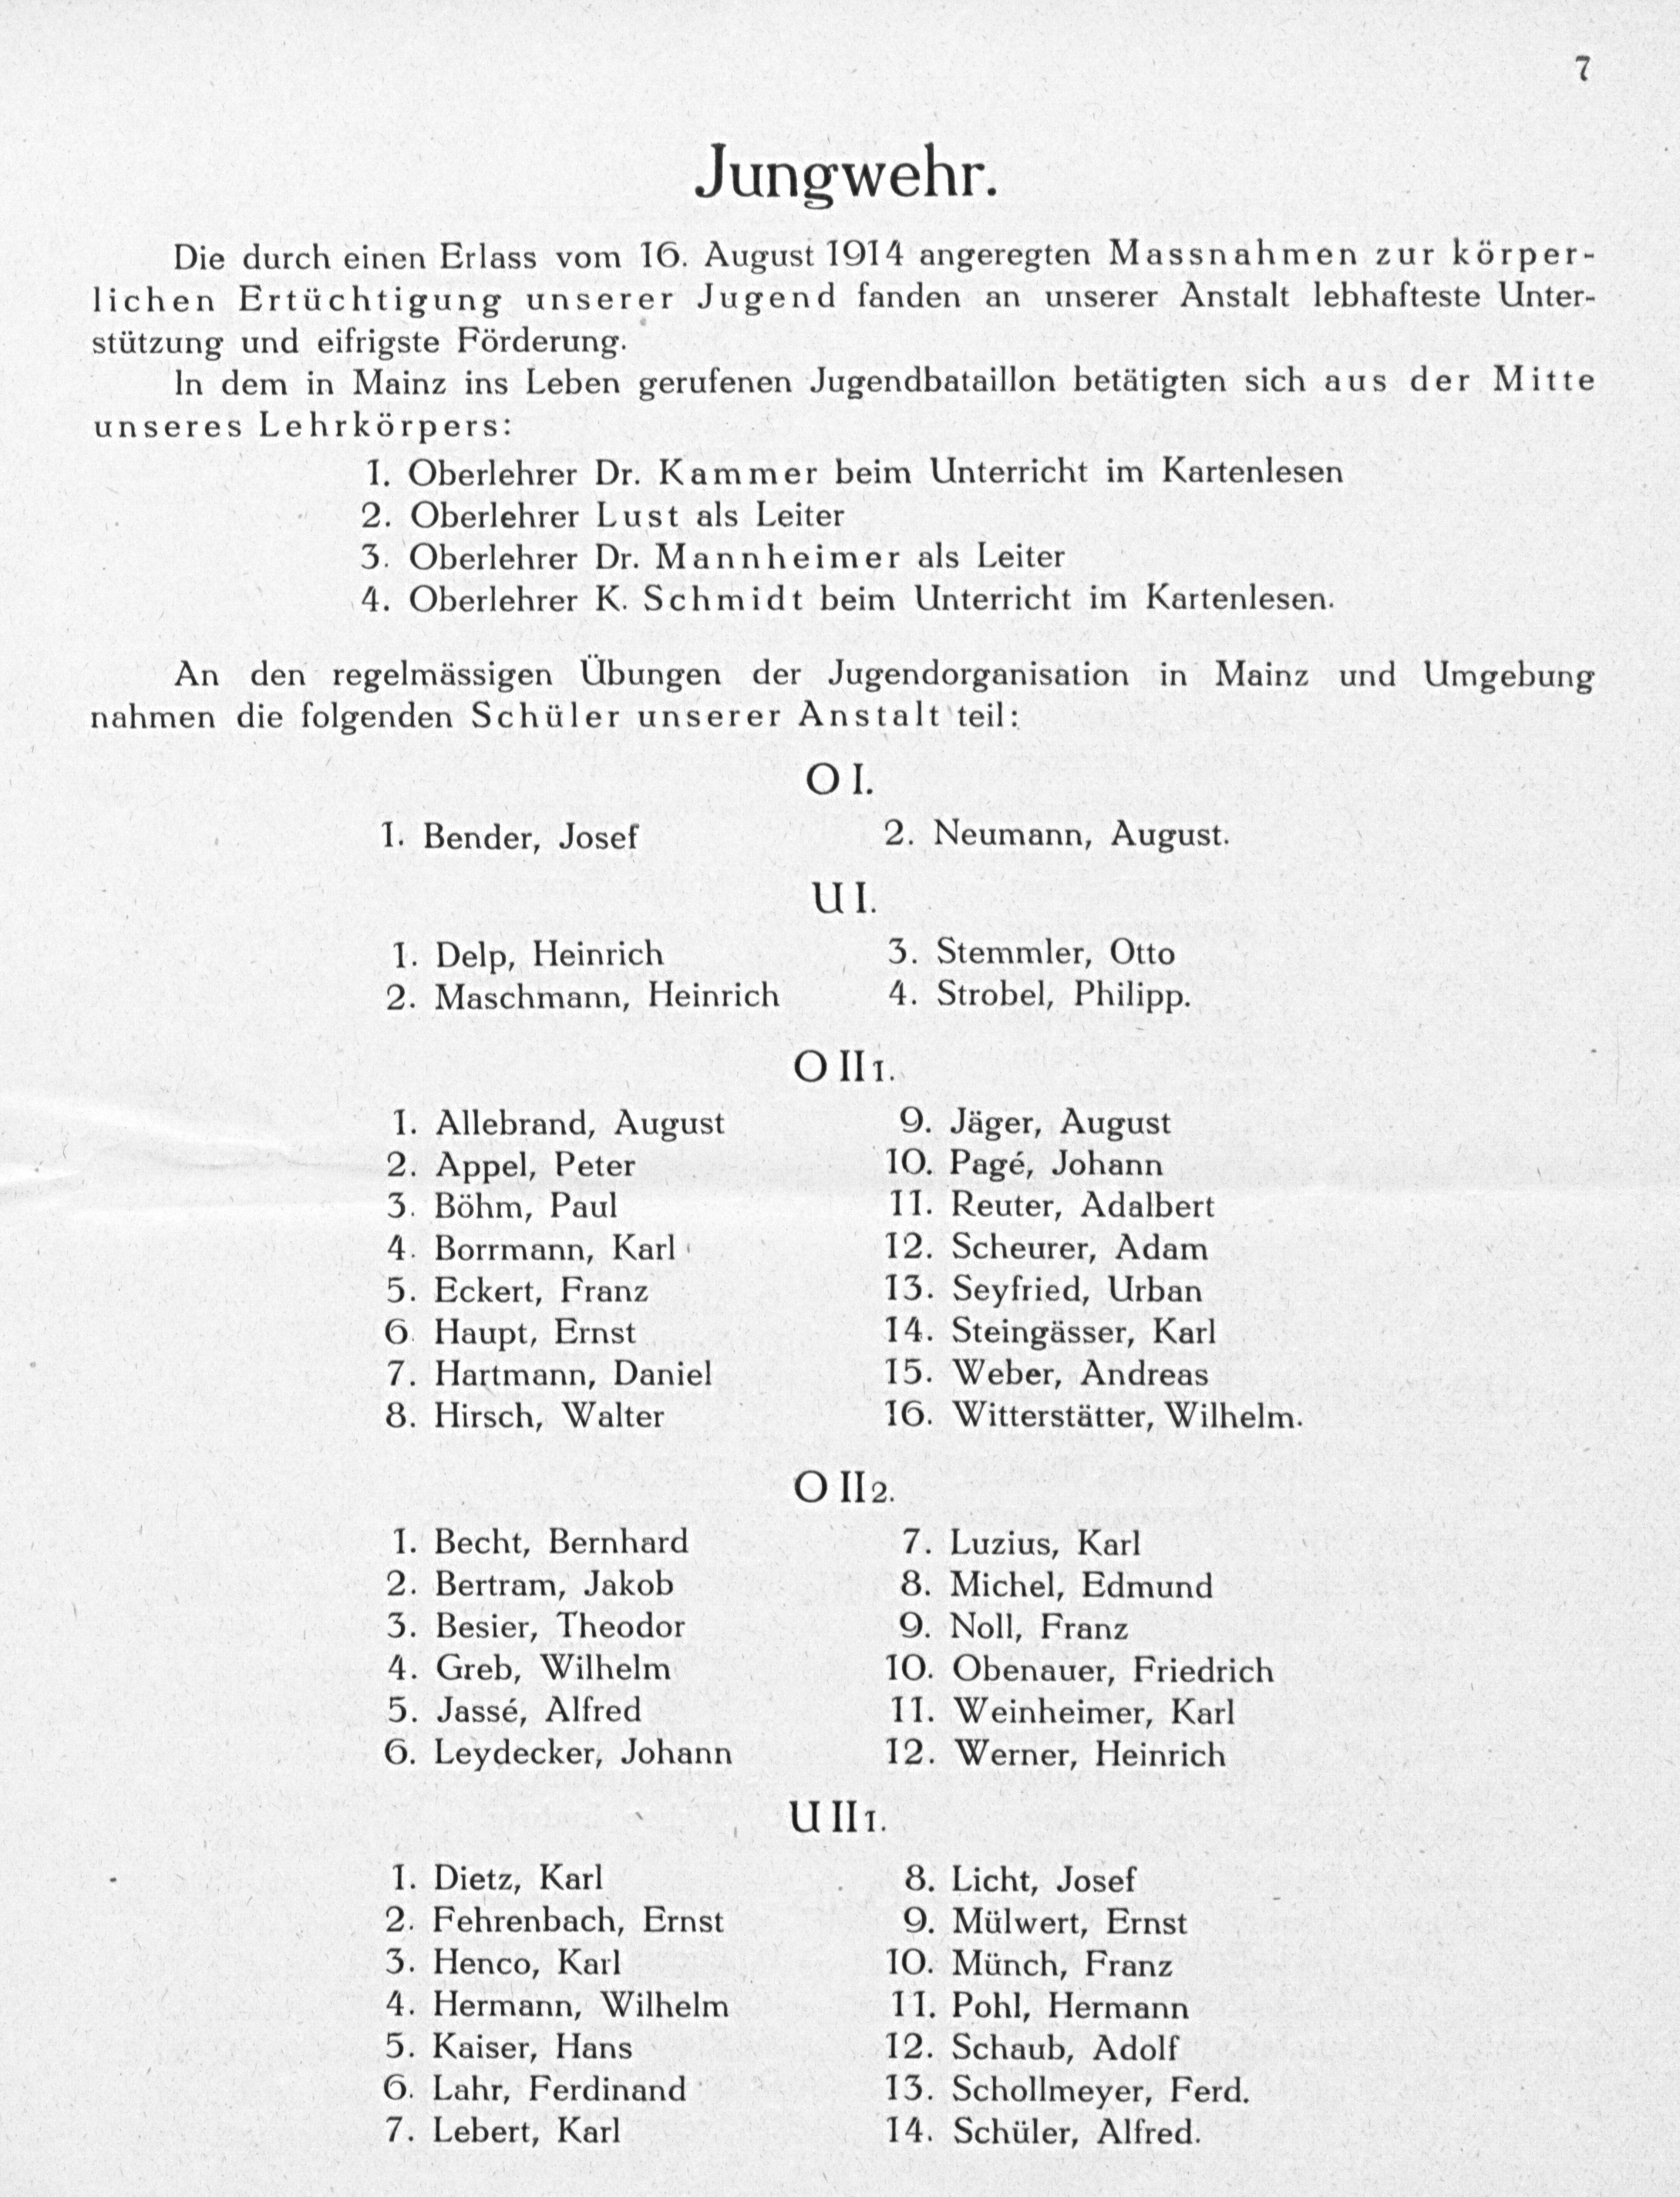 7
Jungwehr.
Die durch einen Erlass vom 16. August 1914 angeregten Massnahmen zur körper-
lichen Ertüchtigung unserer Jugend fanden an unserer Anstalt lebhafteste Unter-
stützung und eifrigste Förderung.
In dem in Mainz ins Leben gerufenen Jugendbataillon betätigten sich aus der Mitte
unseres Lehrkörpers:
1. Oberlehrer Dr. Kammer beim Unterricht im Kartenlesen
2. Oberlehrer Lust als Leiter
3. Oberlehrer Dr. Mannheimer als Leiter
4. Oberlehrer K. Schmidt beim Unterricht im Kartenlesen.
An den regelmässigen Übungen der Jugendorganisation in Mainz und Umgebung
nahmen die folgenden Schüler unserer Anstalt teil:
O I.
1. Bender, Josef
2. Neumann, August.
U I.
1. Delp, Heinrich
2. Maschmann, Heinrich
3. Stemmler, Otto
4. Strobel, Philipp.
O II 1.
1. Allebrand, August
2. Appel, Peter
3. Böhm, Paul
4. Borrmann, Karl
5. Eckert, Franz
6. Haupt, Ernst
7. Hartmann, Daniel
8. Hirsch, Walter
9. Jäger, August
10. Pagé, Johann
11. Reuter, Adalbert
12. Scheurer, Adam
13. Seyfried, Urban
14. Steingässer, Karl
15. Weber, Andreas
16. Witterstätter, Wilhelm.
O II 2.
1. Becht, Bernhard
2. Bertram, Jakob
3. Besier, Theodor
4. Greb, Wilhelm
5. Jassé, Alfred
6. Leydecker, Johann
7. Luzius, Karl
8. Michel, Edmund
9. Noll, Franz
10. Obenauer, Friedrich
11. Weinheimer, Karl
12. Werner, Heinrich
U II 1.
1. Dietz, Karl
2. Fehrenbach, Ernst
3. Henco, Karl
4. Hermann, Wilhelm
5. Kaiser, Hans
6. Lahr, Ferdinand
7. Lebert, Karl
8. Licht, Josef
9. Mülwert, Ernst
10. Münch, Franz
11. Pohl, Hermann
12. Schaub, Adolf
13. Schollmeyer, Ferd.
14. Schüler, Alfred.